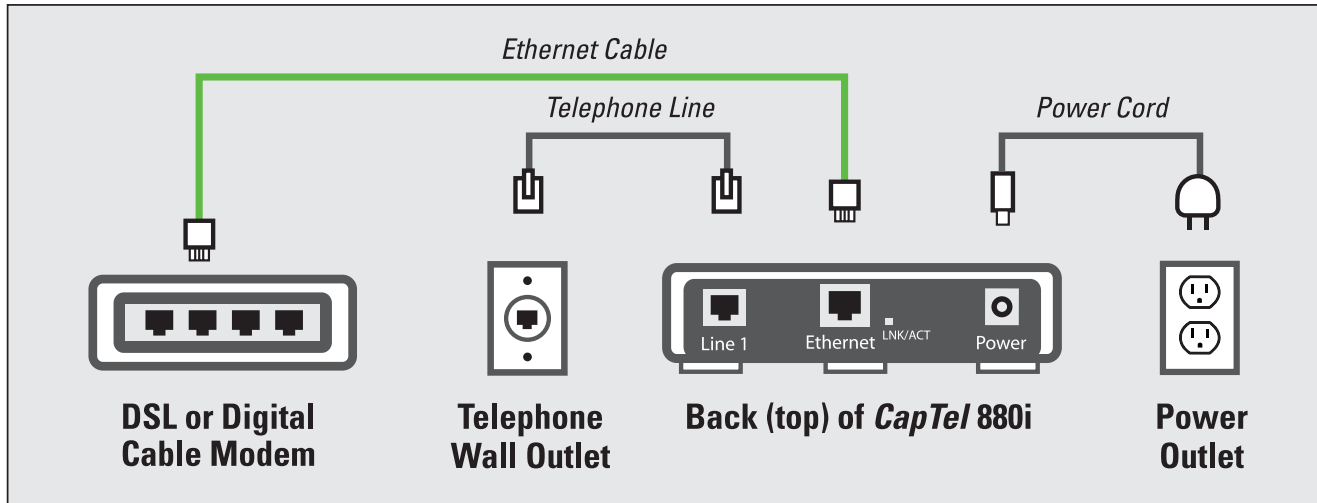 Ethernet Cable
Telephone Line
Power Cord
Line 1
Ethernet
LNK/ACT
Power
DSL or Digital
Cable Modem
Telephone
Wall Outlet
Back (top) of CapTel 880i
Power
Outlet